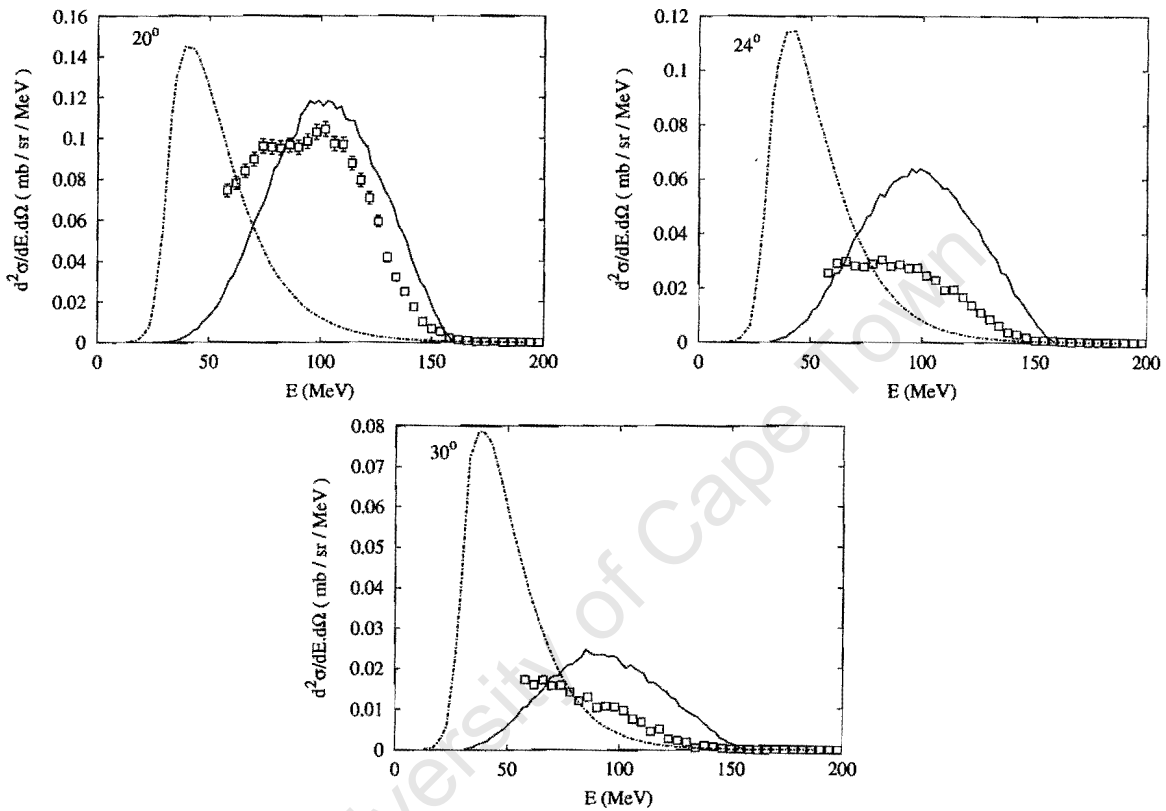 20⁰
0.16
0.14
0.12
0.1
0.08
0.06
0.04
0.02
0
d²σ/dE.dΩ ( mb / sr / MeV )
0 50 100 150 200
E (MeV)
24⁰
0.12
0.1
0.08
0.06
0.04
0.02
0
d²σ/dE.dΩ ( mb / sr / MeV )
0 50 100 150 200
E (MeV)
30⁰
0.08
0.07
0.06
0.05
0.04
0.03
0.02
0.01
0
d²σ/dE.dΩ ( mb / sr / MeV )
0 50 100 150 200
E (MeV)
versity of Cape Town